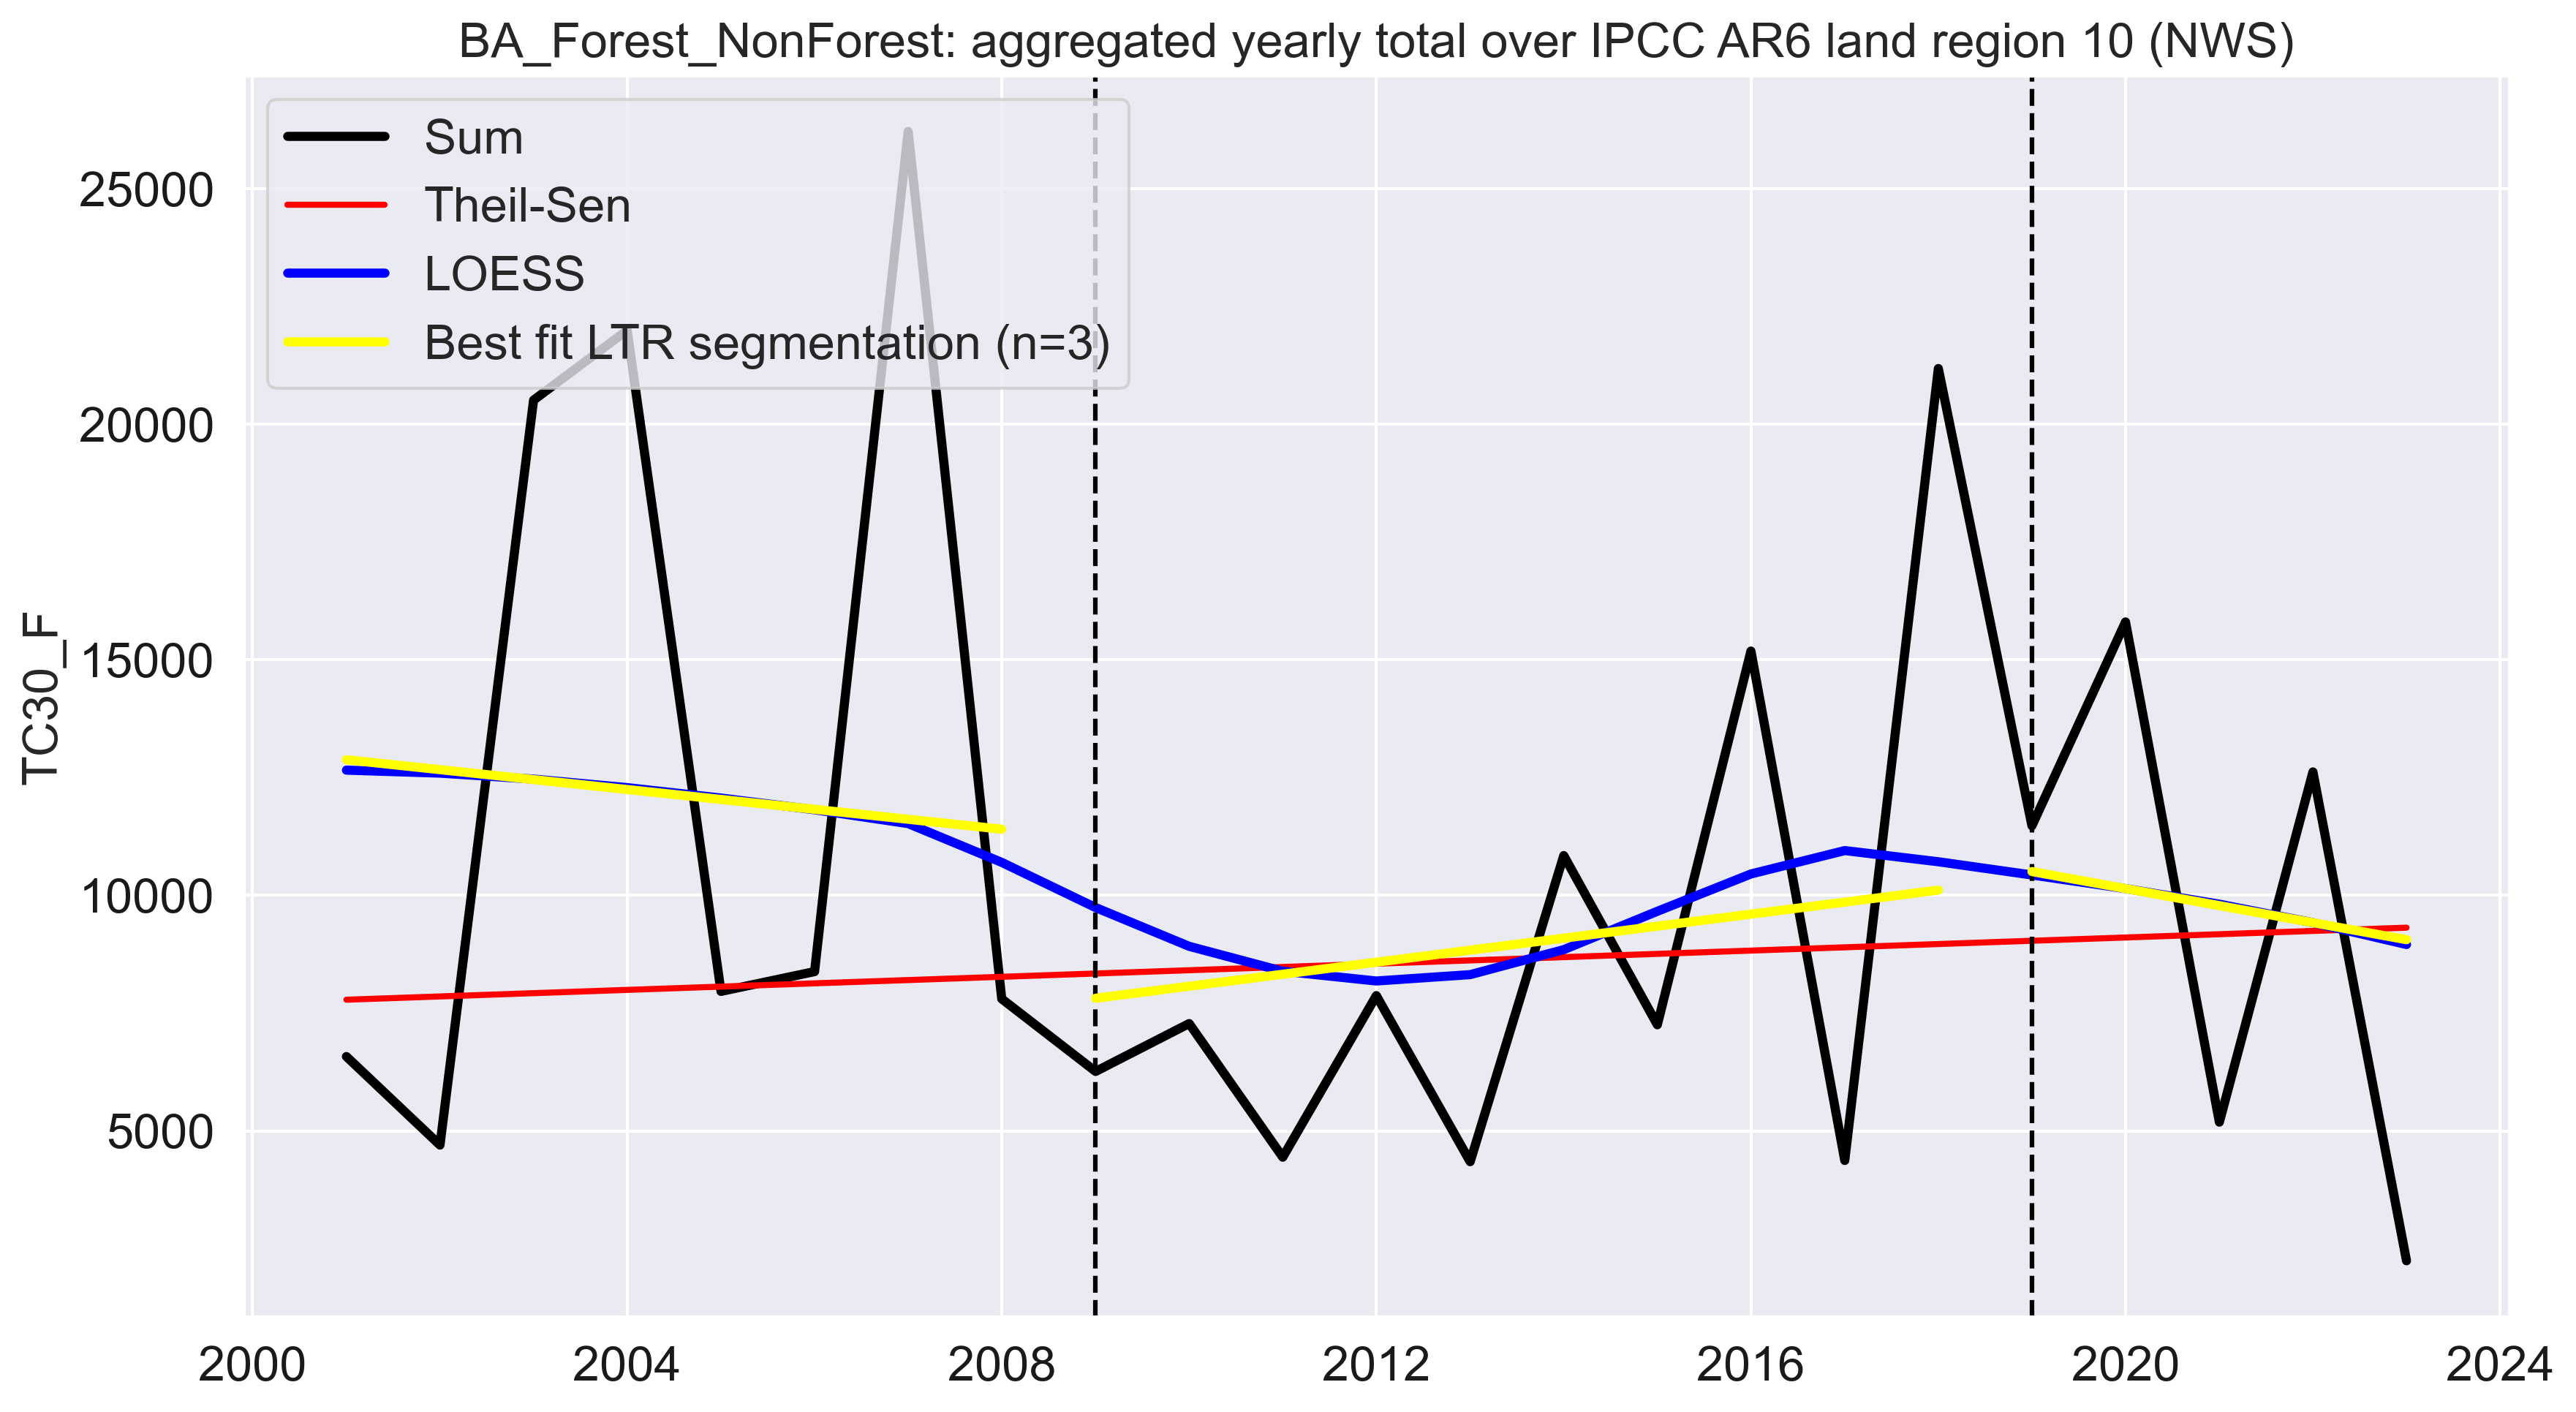 BA_Forest_NonForest: aggregated yearly total over IPCC AR6 land region 10 (NWS)
Sum
Theil-Sen
LOESS
Best fit LTR segmentation (n=3)
TC30_F
25000
20000
15000
10000
5000
2000 2004 2008 2012 2016 2020 2024